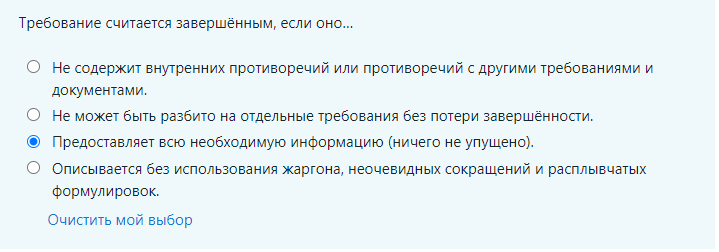 Требование считается завершённым, если оно...
Не содержит внутренних противоречий или противоречий с другими требованиями и
документами.
Не может быть разбито на отдельные требования без потери завершённости.
Предоставляет всю необходимую информацию (ничего не упущено).
Описывается без использования жаргона, неочевидных сокращений и расплывчатых
формулировок.
Очистить мой выбор